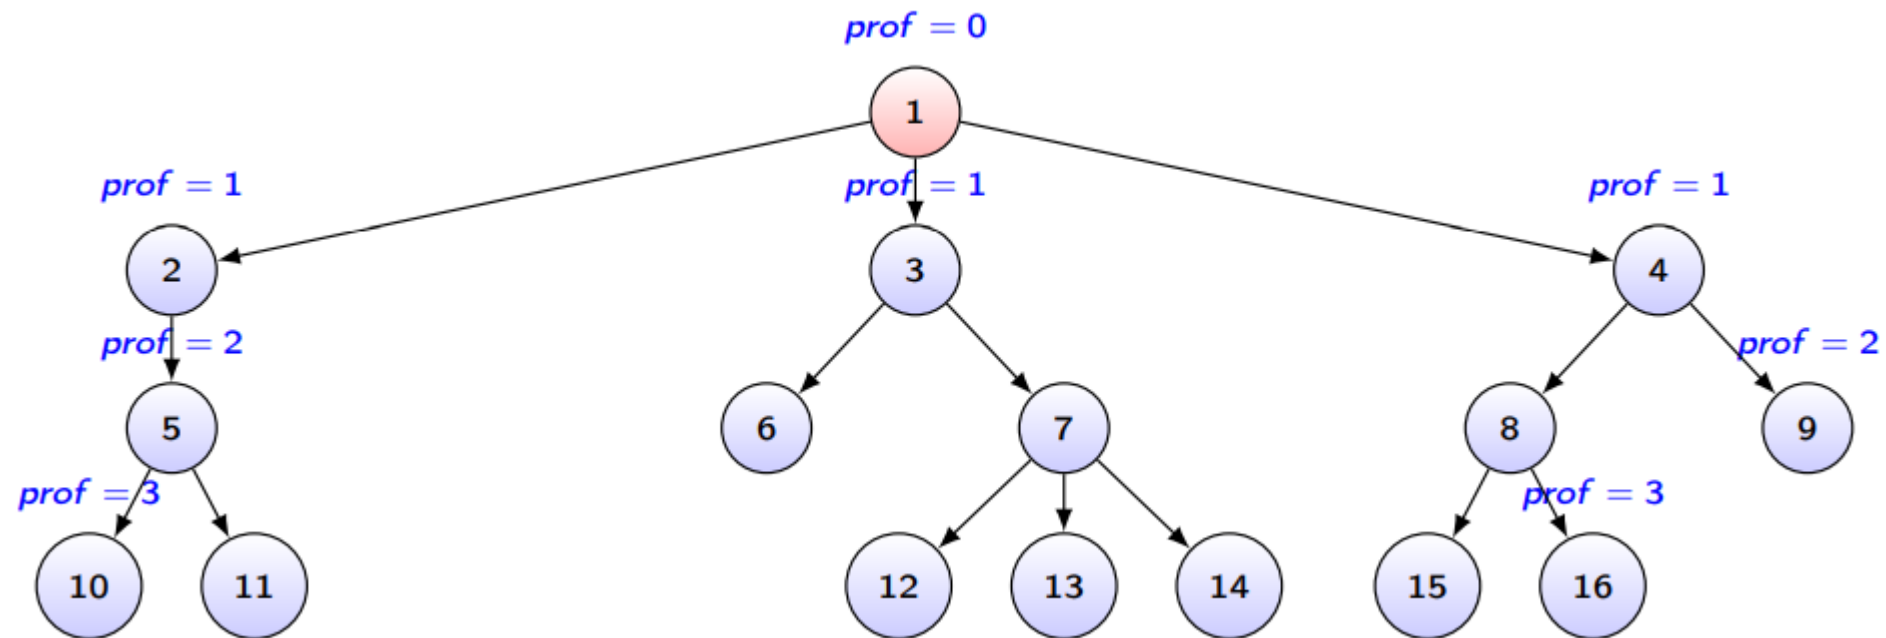 prof = 0
1
prof = 1 prof = 1 prof = 1
2 3 4
prof = 2 prof = 2
5 6 7 8 9
prof = 3 prof = 3
10 11 12 13 14 15 16